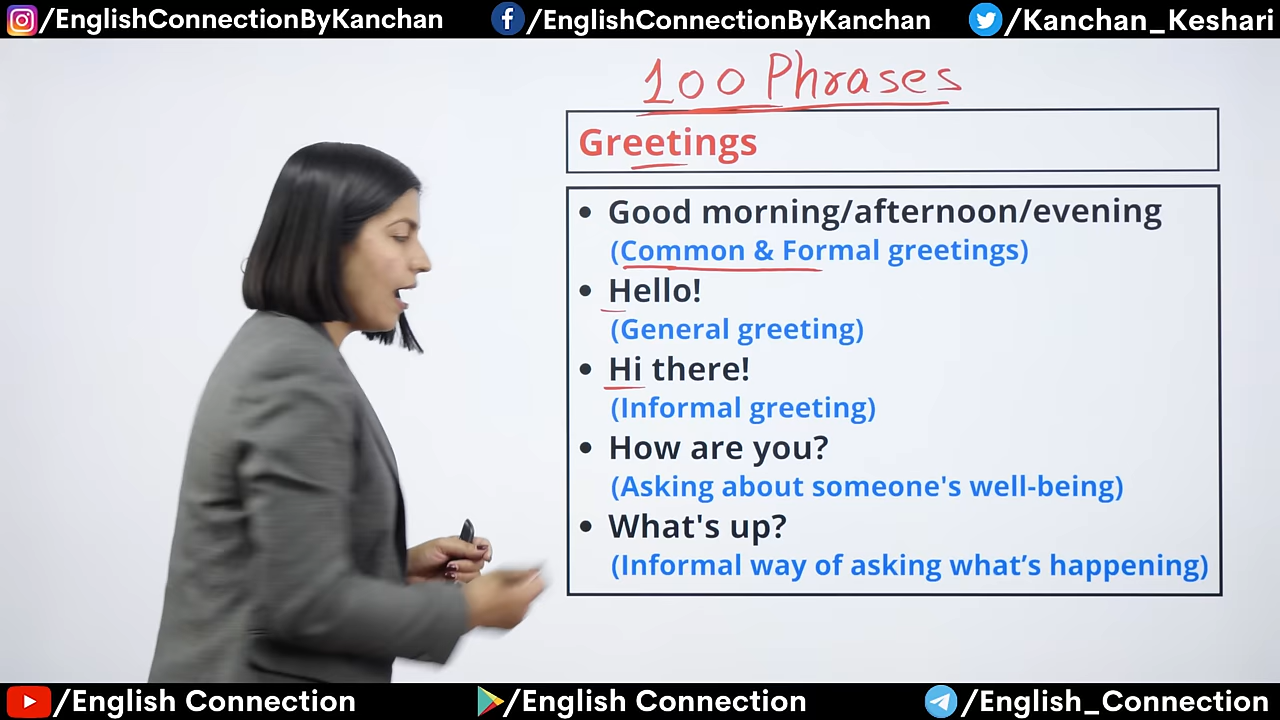 /EnglishConnectionByKanchan /EnglishConnectionByKanchan /Kanchan_Keshari
100 Phrases
Greetings
• Good morning/afternoon/evening
(Common & Formal greetings)
• Hello!
(General greeting)
• Hi there!
(Informal greeting)
• How are you?
(Asking about someone's well-being)
• What's up?
(Informal way of asking what’s happening)
/English Connection /English Connection /English_Connection